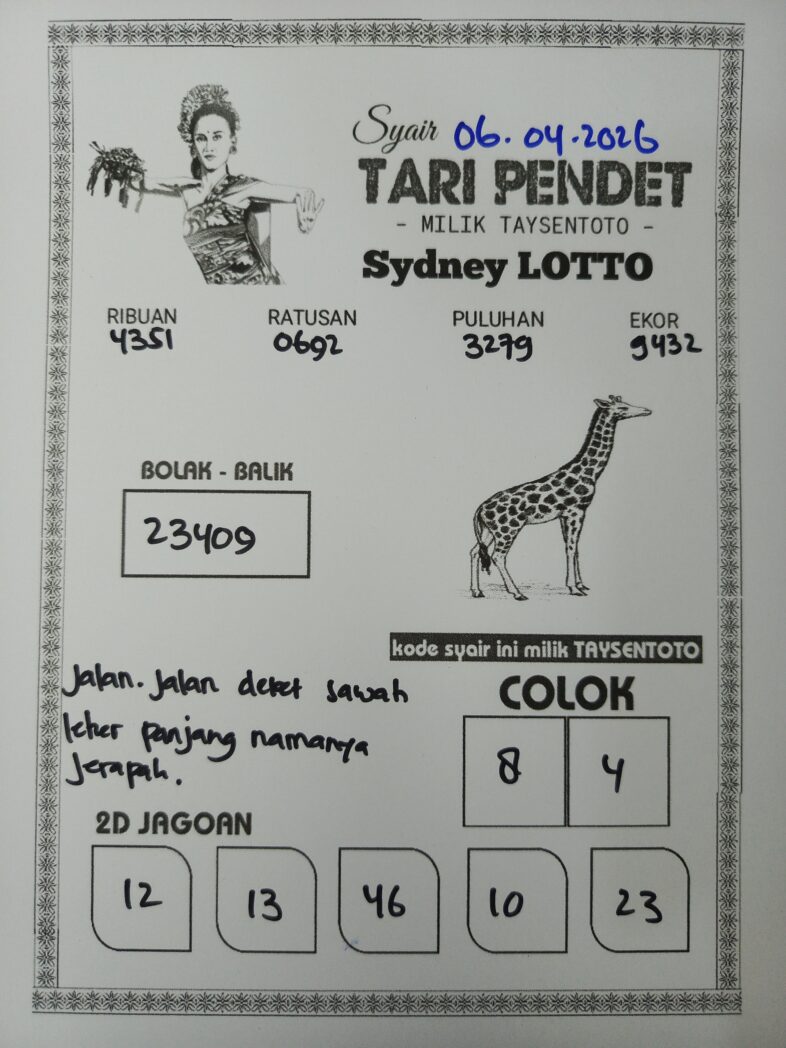 Syair 06.04.2026
TARI PENDET
- MILIK TAYSENTOTO -
Sydney LOTTO
RIBUAN RATUSAN PULUHAN EKOR
4351 0692 3279 9432
BOLAK - BALIK
23409
kode syair ini milik TAYSENTOTO
Jalan-Jalan deket sawah
leher panjang namanya
Jerapah.
COLOK
8 4
2D JAGOAN
12 13 46 10 23